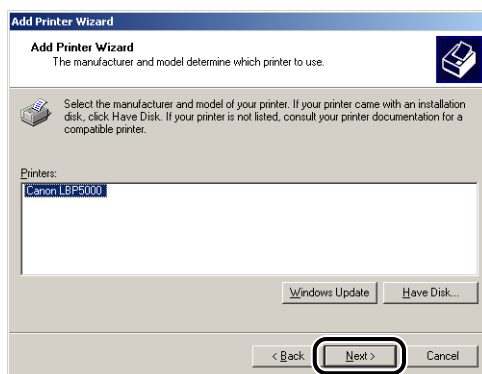 Add Printer Wizard
Add Printer Wizard
The manufacturer and model determine which printer to use.
Select the manufacturer and model of your printer. If your printer came with an installation
disk, click Have Disk. If your printer is not listed, consult your printer documentation for a
compatible printer.
Printers:
Canon LBP5000
Windows Update
Have Disk...
< Back
Next >
Cancel